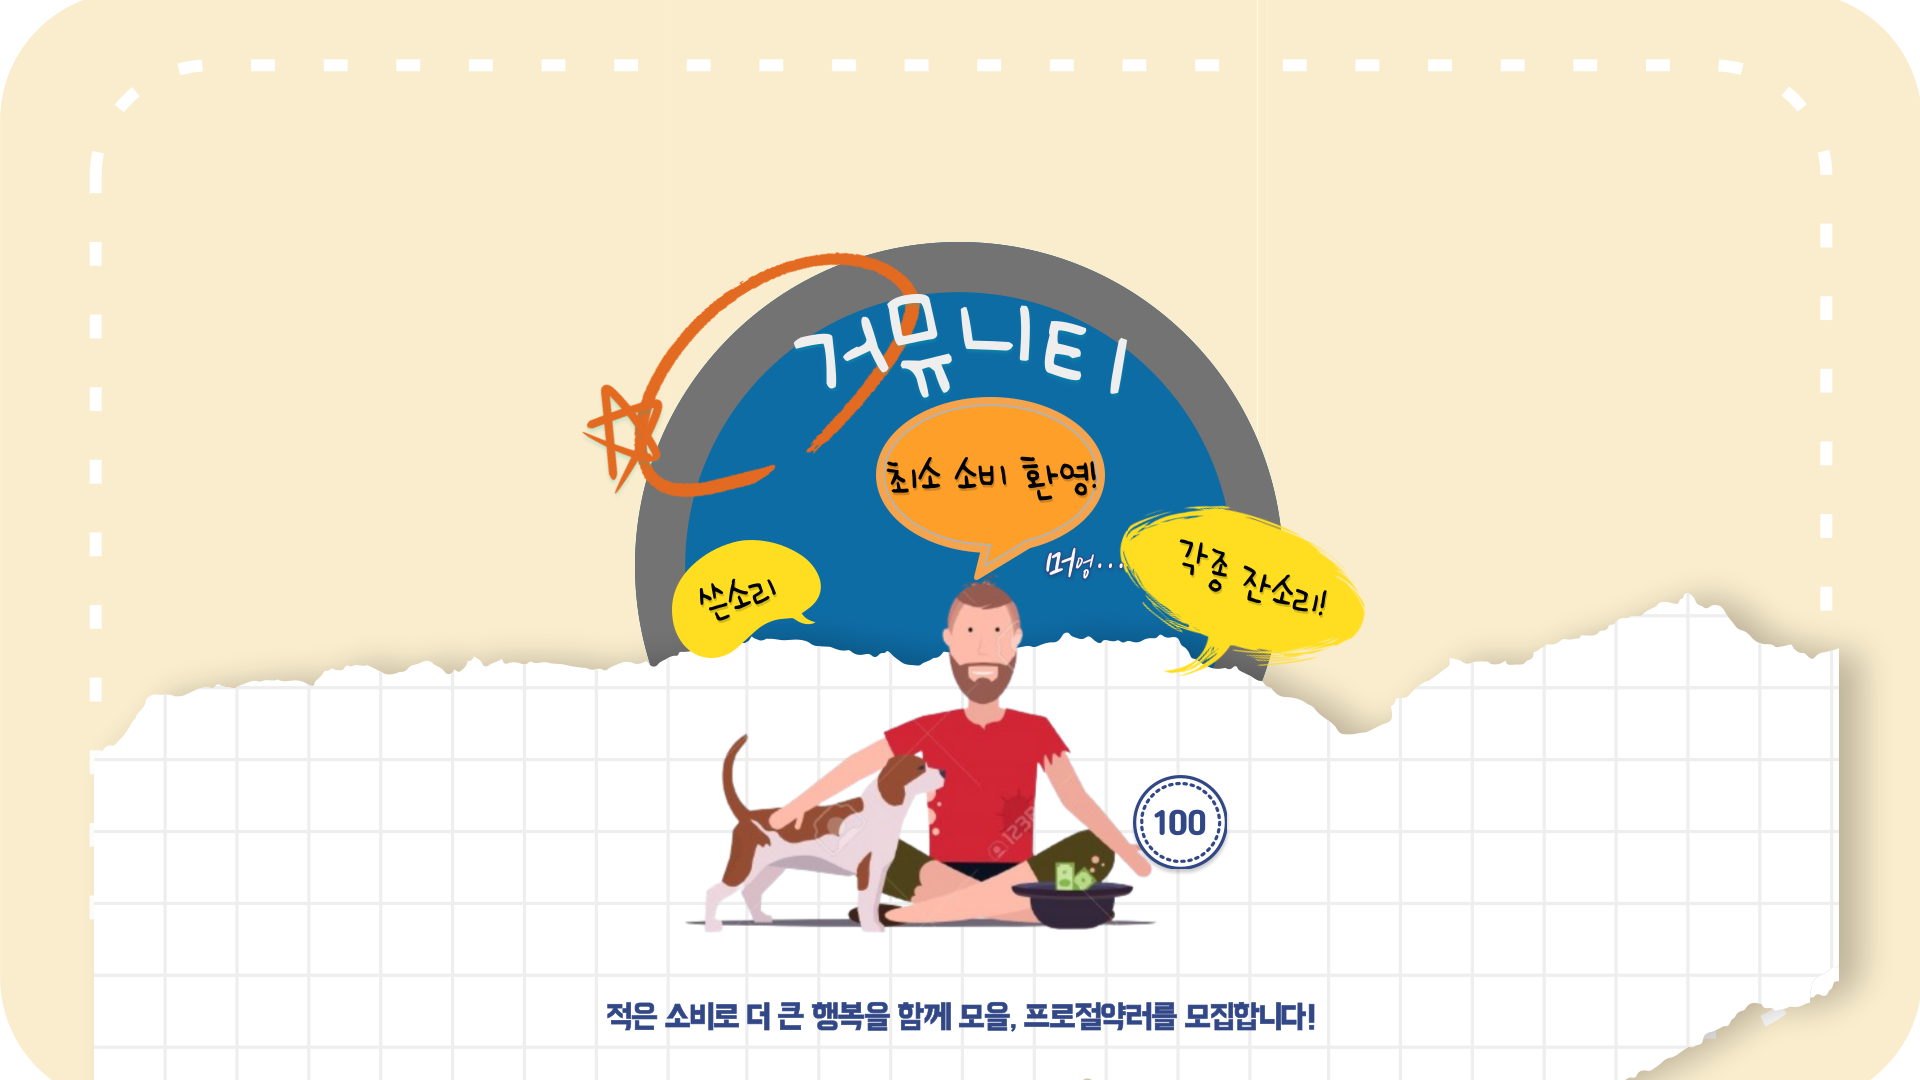 거뮤니티
최소 소비 환영!
머엉...
쓴소리
각종 잔소리!
100
적은 소비로 더 큰 행복을 함께 모을, 프로절약러를 모집합니다!